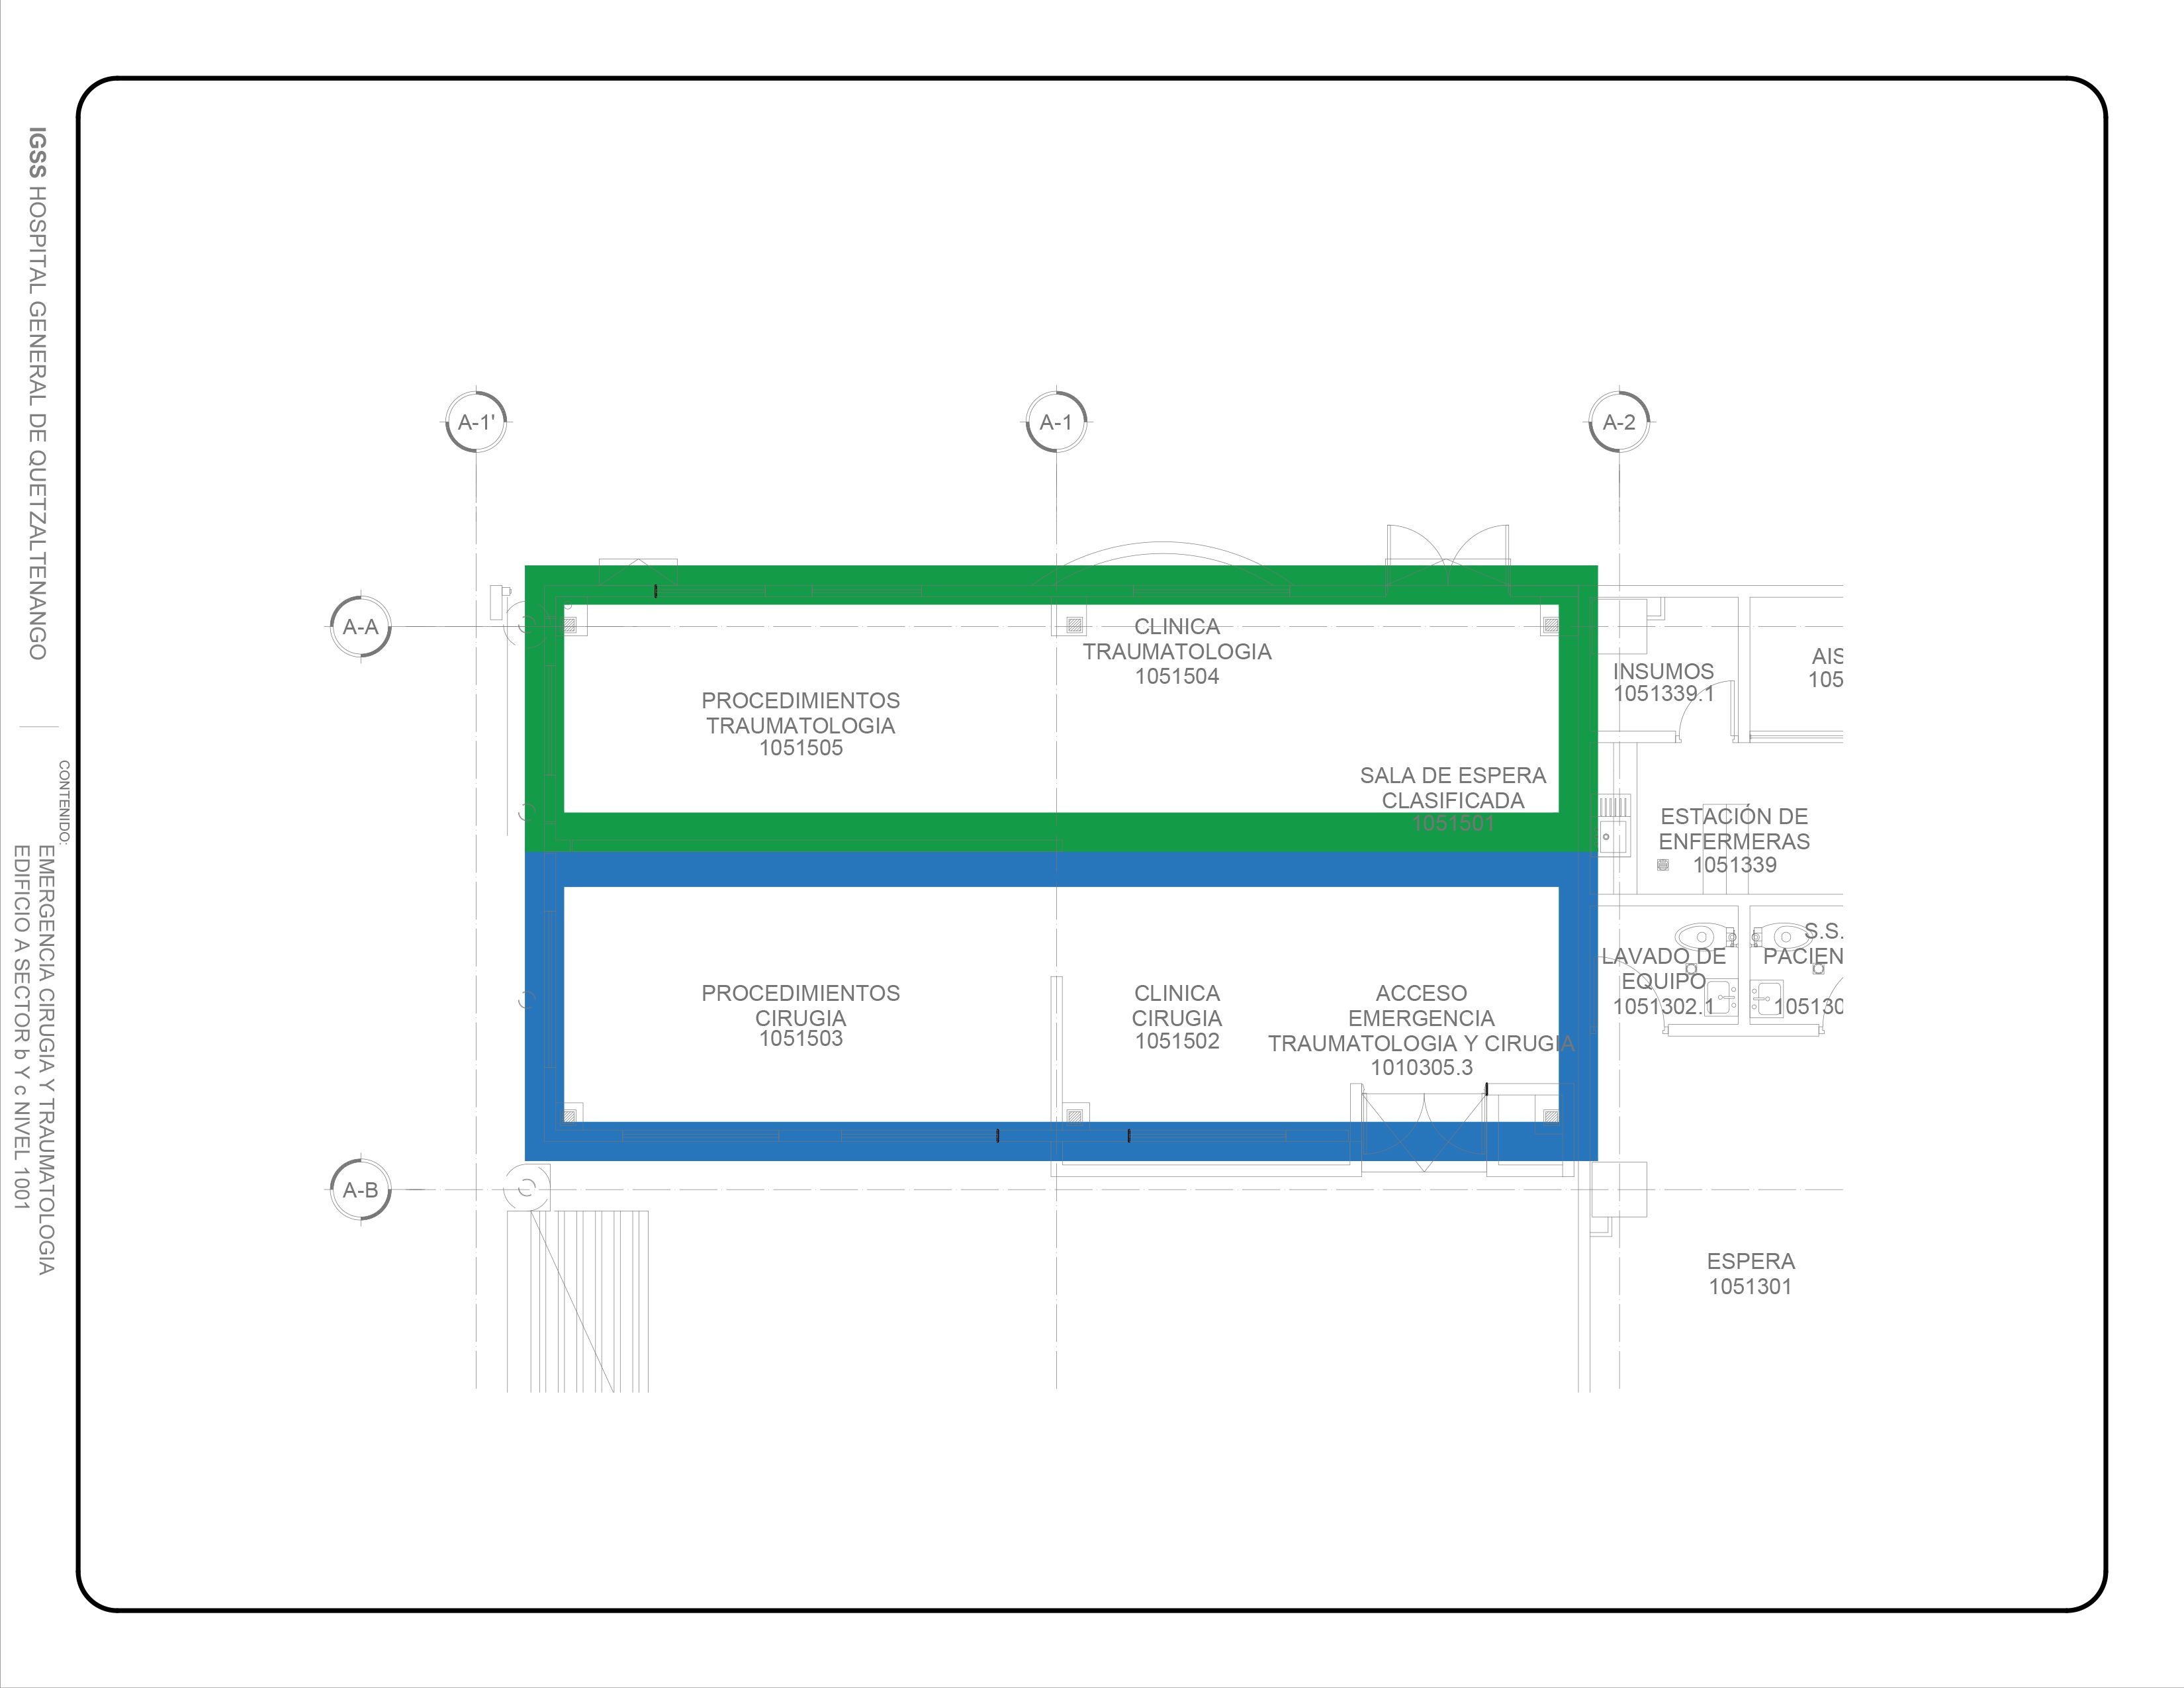 IGSS HOSPITAL GENERAL DE QUETZALTENANGO
CONTENIDO:
EMERGENCIA CIRUGIA Y TRAUMATOLOGIA
EDIFICIO A SECTOR b Y c NIVEL 1001
A-1'
A-1
A-2
A-A
A-B
CLINICA
TRAUMATOLOGIA
1051504
PROCEDIMIENTOS
TRAUMATOLOGIA
1051505
SALA DE ESPERA
CLASIFICADA
1051501
INSUMOS
1051339.1
AIS
105
ESTACIÓN DE
ENFERMERAS
1051339
PROCEDIMIENTOS
CIRUGIA
1051503
CLINICA
CIRUGIA
1051502
ACCESO
EMERGENCIA
TRAUMATOLOGIA Y CIRUGIA
1010305.3
LAVADO DE
EQUIPO
1051302.1
S.S.
PACIEN
105130
ESPERA
1051301